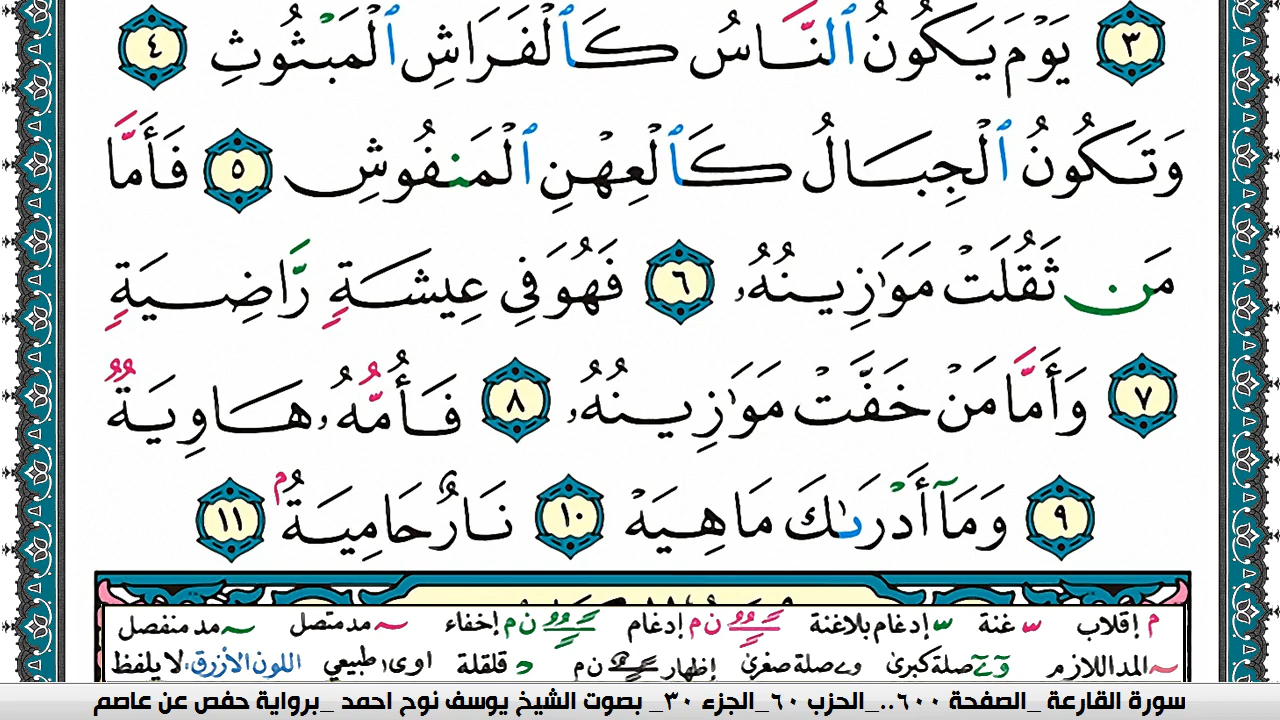 ٣ يَوْمَ يَكُونُ ٱلنَّاسُ كَٱلْفَرَاشِ ٱلْمَبْثُوثِ ٤
وَتَكُونُ ٱلْجِبَالُ كَٱلْعِهْنِ ٱلْمَنفُوشِ ٥ فَأَمَّا
مَن ثَقُلَتْ مَوَٰزِينُهُۥ ٦ فَهُوَ فِى عِيشَةٍ رَّاضِيَةٍ
٧ وَأَمَّا مَنْ خَفَّتْ مَوَٰزِينُهُۥ ٨ فَأُمُّهُۥ هَاوِيَةٌ
٩ وَمَآ أَدْرَىٰكَ مَا هِيَهْ ١٠ نَارٌ حَامِيَةٌۢ ١١
م إقلاب ّ غنة ّ إدغام بلاغنة ن م إدغام ن م إخفاء ~ مد متصل ~ مد منفصل
~ المد اللازم و ے صلة كبرى و ے صلة صغرى إظهار ن م د قلقلة اوى١ طبيعي اللون الأزرق: لا يلفظ
سورة القارعة _الصفحة ٦٠٠.._الحزب ٦٠_الجزء ٣٠_ بصوت الشيخ يوسف نوح احمد _برواية حفص عن عاصم